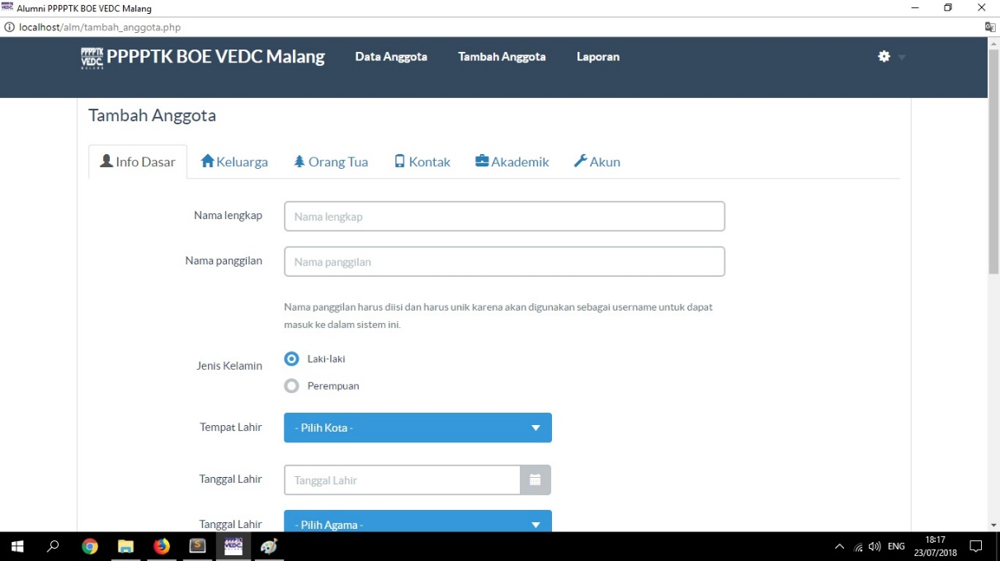 Alumni PPPPTK BOE VEDC Malang
localhost/alm/tambah_anggota.php
PPPPTK VEDC MALANG PPPPTK BOE VEDC Malang Data Anggota Tambah Anggota Laporan
Tambah Anggota
Info Dasar Keluarga Orang Tua Kontak Akademik Akun
Nama lengkap Nama lengkap
Nama panggilan Nama panggilan
Nama panggilan harus diisi dan harus unik karena akan digunakan sebagai username untuk dapat
masuk ke dalam sistem ini.
Jenis Kelamin Laki-laki
Perempuan
Tempat Lahir - Pilih Kota -
Tanggal Lahir Tanggal Lahir
Tanggal Lahir - Pilih Agama -
ENG 18:17
23/07/2018